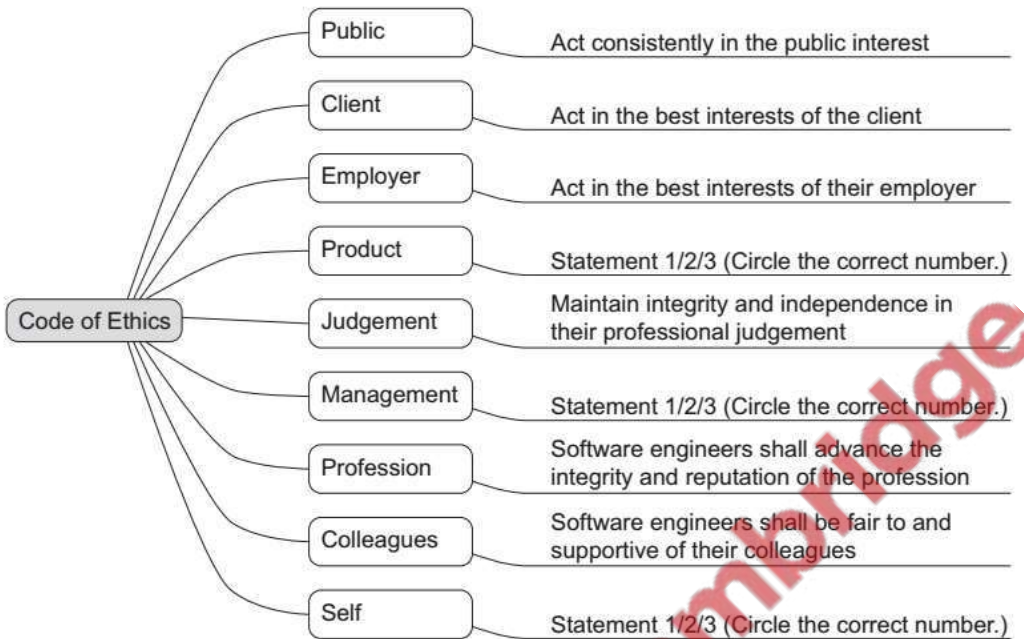 Public
Act consistently in the public interest
Client
Act in the best interests of the client
Employer
Act in the best interests of their employer
Product
Statement 1/2/3 (Circle the correct number.)
Code of Ethics
Judgement
Maintain integrity and independence in
their professional judgement
Management
Statement 1/2/3 (Circle the correct number.)
Profession
Software engineers shall advance the
integrity and reputation of the profession
Colleagues
Software engineers shall be fair to and
supportive of their colleagues
Self
Statement 1/2/3 (Circle the correct number.)
mbridge